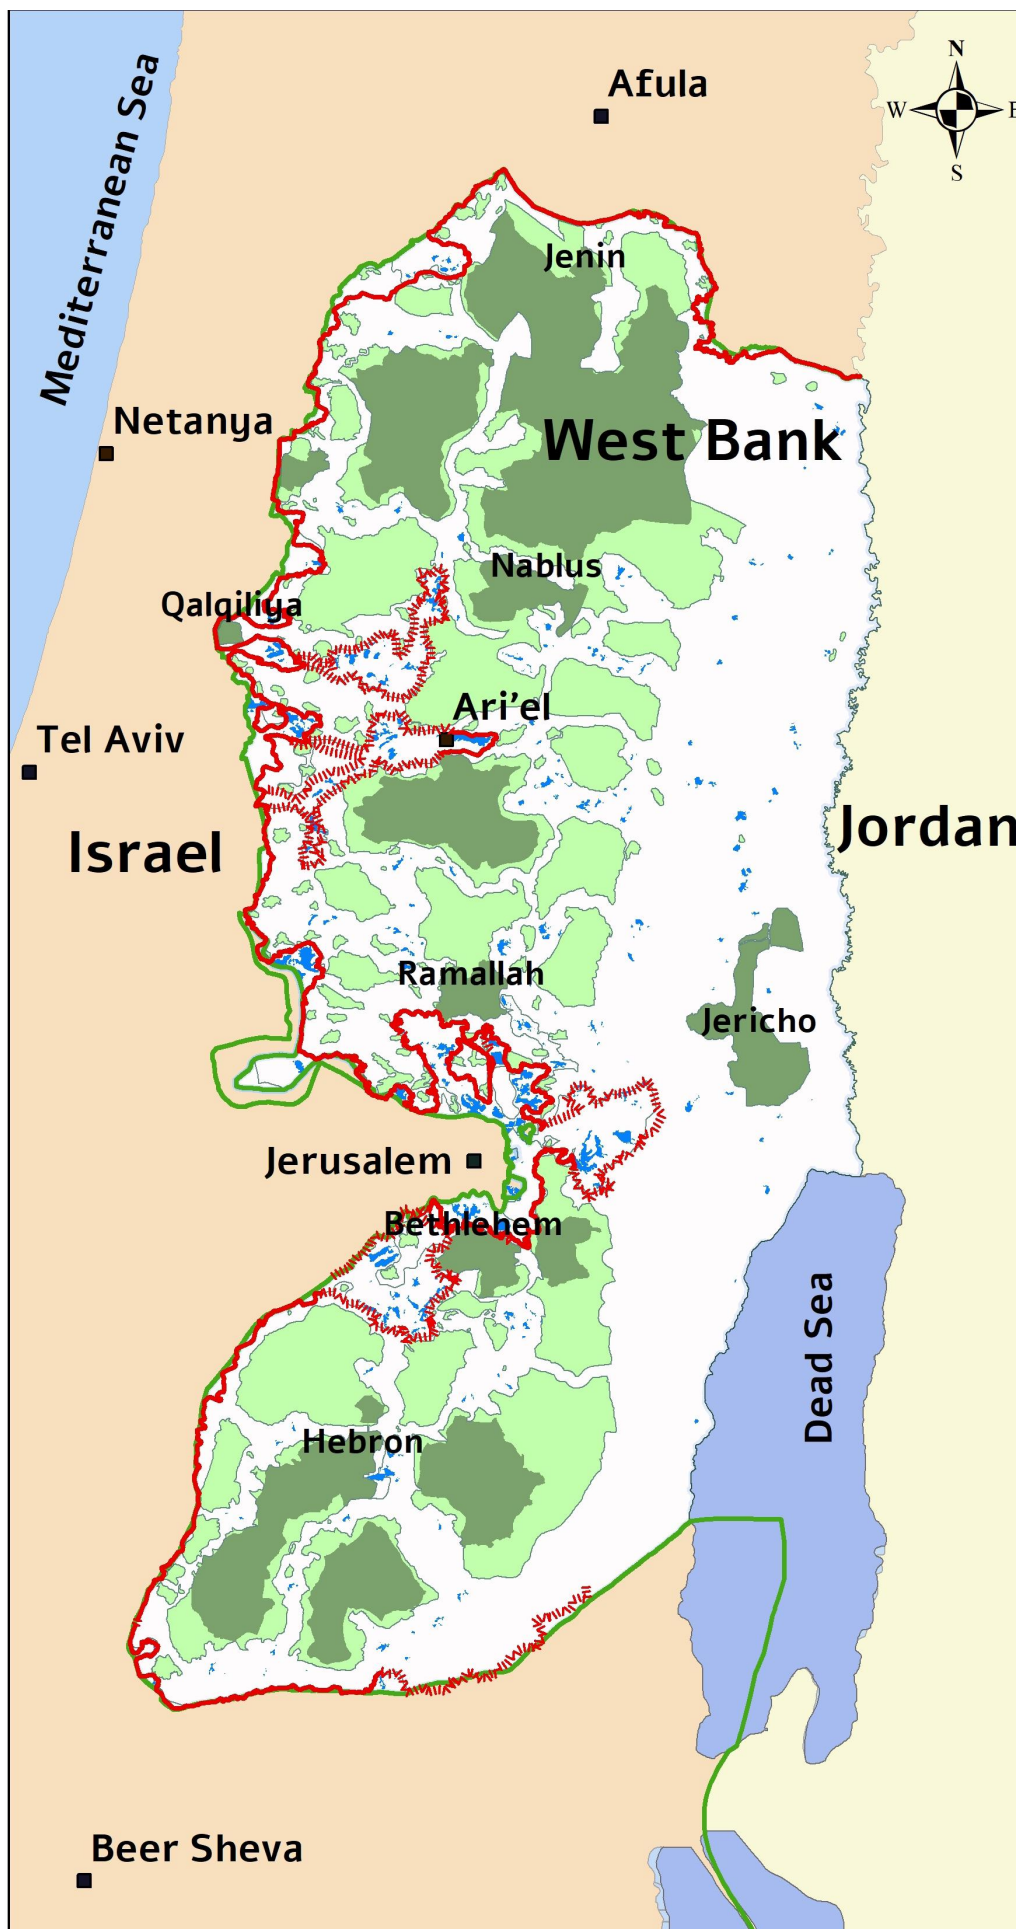 N
W
E
S
Afula
Mediterranean Sea
Jenin
Netanya
West Bank
Nablus
Qalqiliya
Ari'el
Tel Aviv
Jordan
Israel
Ramallah
Jericho
Jerusalem
Bethlehem
Dead Sea
Hebron
Beer Sheva